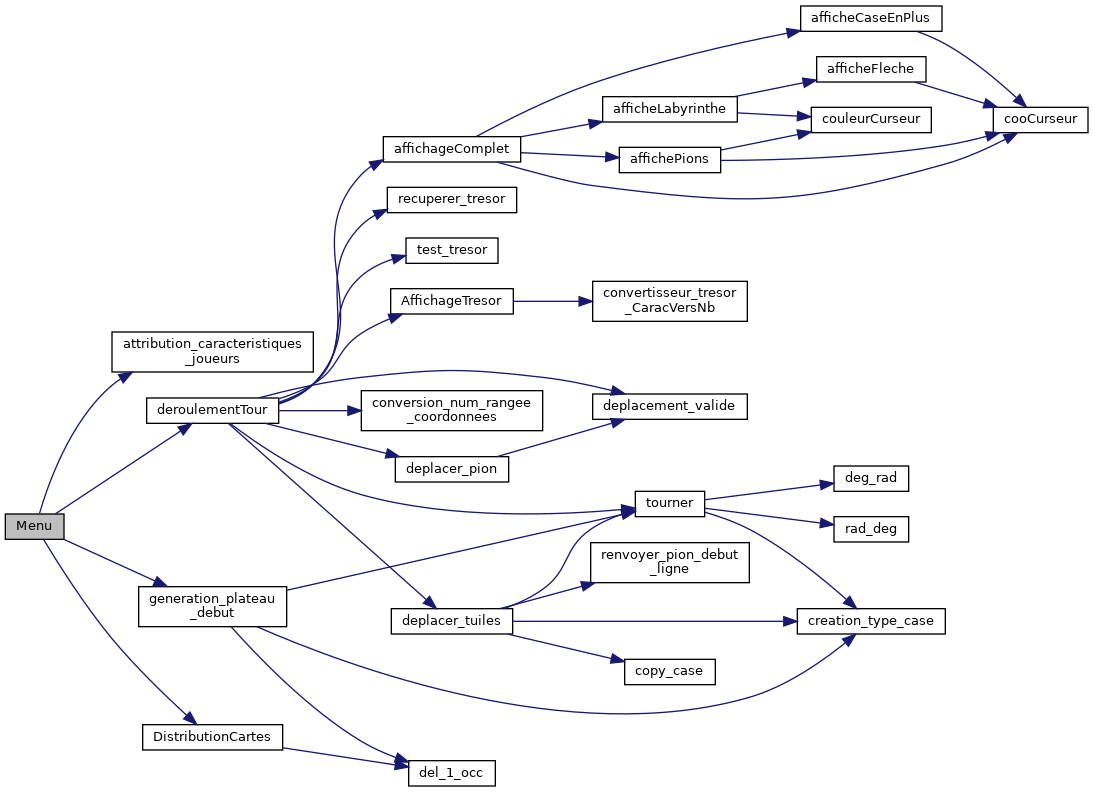 afficheCaseEnPlus
afficheFleche
afficheLabyrinthe
couleurCurseur
cooCurseur
affichageComplet
affichePions
recuperer_tresor
test_tresor
AffichageTresor
convertisseur_tresor
_CaracVersNb
attribution_caracteristiques
_joueurs
deroulementTour
conversion_num_rangee
_coordonnees
deplacement_valide
deplacer_pion
deg_rad
tourner
Menu
rad_deg
renvoyer_pion_debut
_ligne
generation_plateau
_debut
deplacer_tuiles
creation_type_case
copy_case
DistributionCartes
del_1_occ